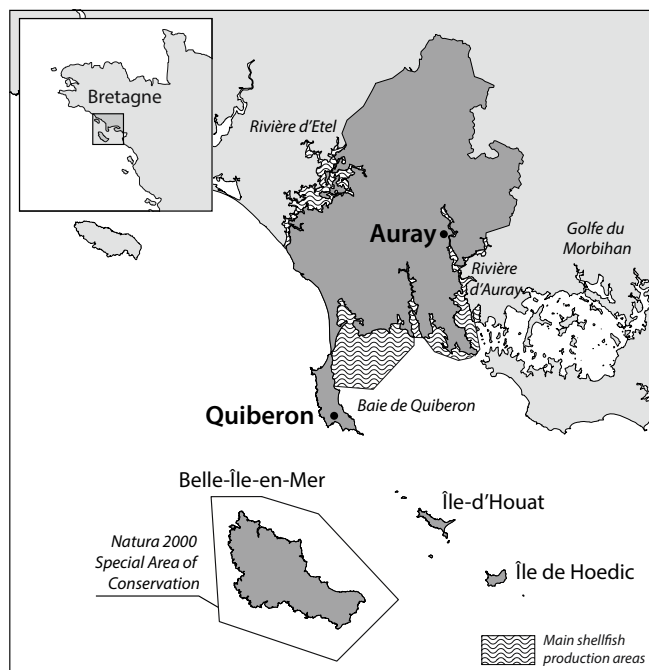 Bretagne
Rivière d'Etel
Auray
Golfe du
Morbihan
Rivière
d'Auray
Quiberon
Baie de Quiberon
Belle-Île-en-Mer
Île-d'Houat
Natura 2000
Special Area of
Conservation
Île de Hoedic
Main shellfish
production areas